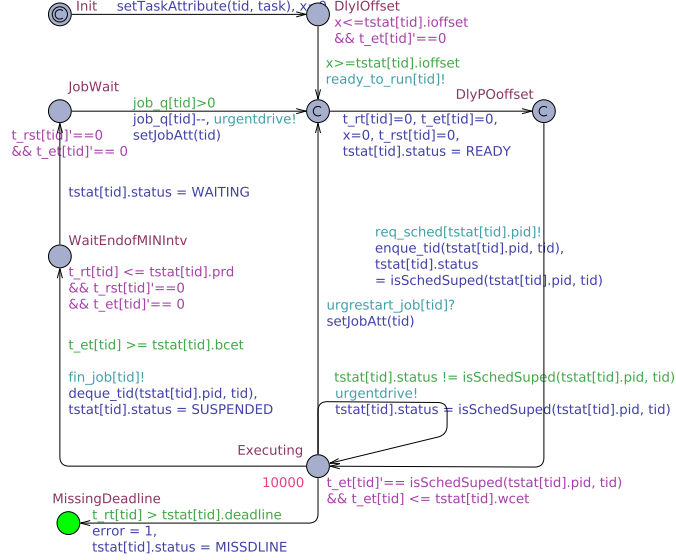 Init
setTaskAttribute(tid, task), x=0
DlyIOffset
x<=tstat[tid].ioffset
&& t_et[tid]'==0
x>=tstat[tid].ioffset
ready_to_run[tid]!
JobWait
DlyPOoffset
C
C
C
job_q[tid]>0
job_q[tid]--, urgentdrive!
setJobAtt(tid)
t_rst[tid]'==0
&& t_et[tid]'== 0
t_rt[tid]=0, t_et[tid]=0,
x=0, t_rst[tid]=0,
tstat[tid].status = READY
tstat[tid].status = WAITING
WaitEndofMINIntv
t_rt[tid] <= tstat[tid].prd
&& t_rst[tid]'==0
&& t_et[tid]'== 0
req_sched[tstat[tid].pid]!
enque_tid(tstat[tid].pid, tid),
tstat[tid].status
= isSchedSuped(tstat[tid].pid, tid)
urgrestart_job[tid]?
setJobAtt(tid)
t_et[tid] >= tstat[tid].bcet
fin_job[tid]!
deque_tid(tstat[tid].pid, tid),
tstat[tid].status = SUSPENDED
tstat[tid].status != isSchedSuped(tstat[tid].pid, tid)
urgentdrive!
tstat[tid].status = isSchedSuped(tstat[tid].pid, tid)
Executing
10000
t_et[tid]'== isSchedSuped(tstat[tid].pid, tid)
&& t_et[tid] <= tstat[tid].wcet
MissingDeadline
t_rt[tid] > tstat[tid].deadline
error = 1,
tstat[tid].status = MISSDLINE